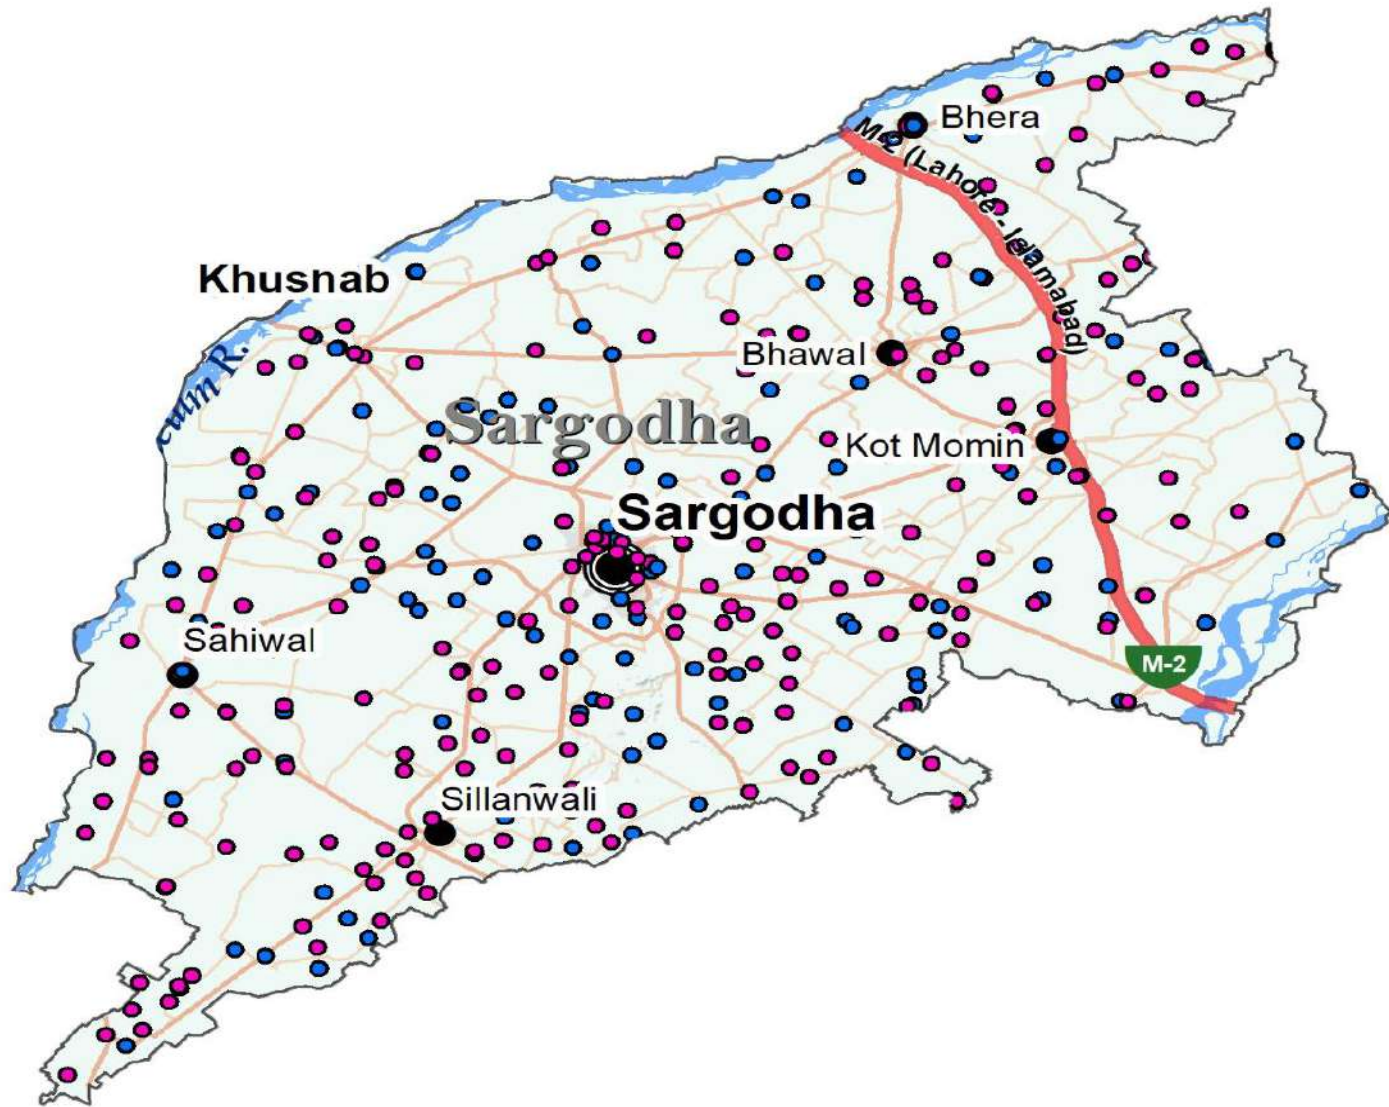 Bhera
M-2 (Lahore - Islamabad)
Khusnab
Bhawal
Sargodha
Kot Momin
Sargodha
Sahiwal
M-2
Sillanwali